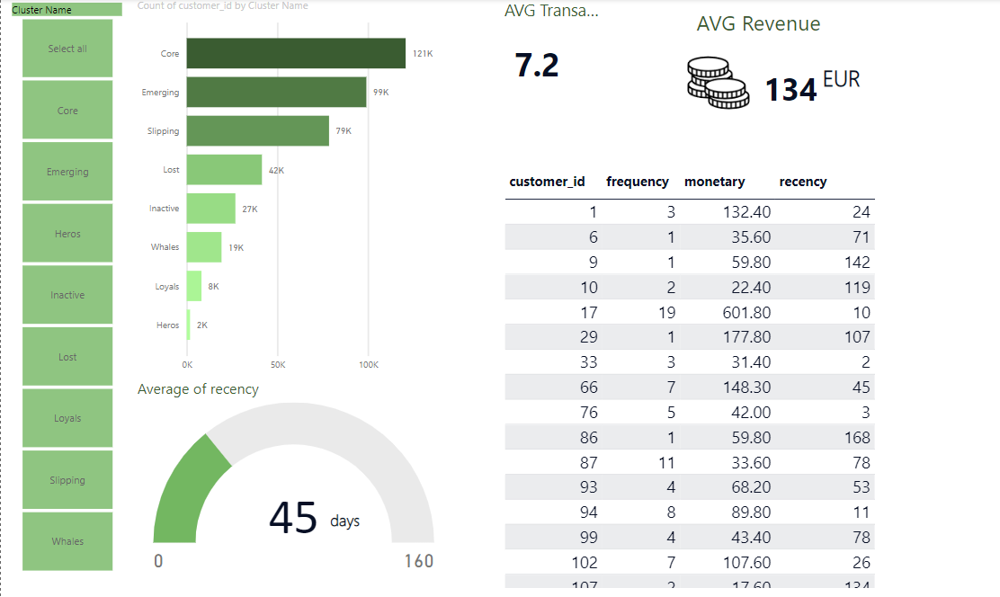 Cluster Name
Select all
Core
Emerging
Heros
Inactive
Lost
Loyals
Slipping
Whales
Count of customer_id by Cluster Name
Core 121K
Emerging 99K
Slipping 79K
Lost 42K
Inactive 27K
Whales 19K
Loyals 8K
Heros 2K
0K 50K 100K
Average of recency
45 days
0 160
AVG Transa...
7.2
AVG Revenue
134 EUR
customer_id frequency monetary recency
1 3 132.40 24
6 1 35.60 71
9 1 59.80 142
10 2 22.40 119
17 19 601.80 10
29 1 177.80 107
33 3 31.40 2
66 7 148.30 45
76 5 42.00 3
86 1 59.80 168
87 11 33.60 78
93 4 68.20 53
94 8 89.80 11
99 4 43.40 78
102 7 107.60 26
107 2 17.60 134